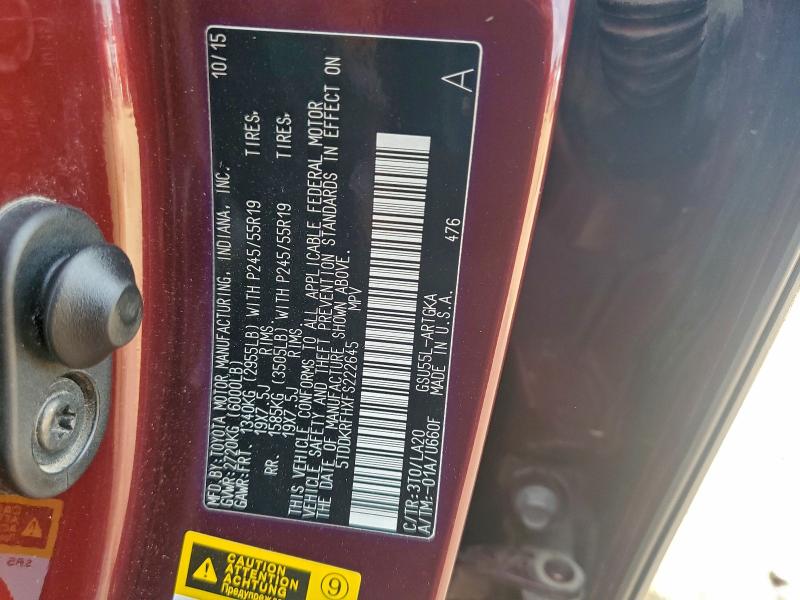 MFD.BY:TOYOTA MOTOR MANUFACTURING, INDIANA, INC. 10/15
GVWR:2720KG (6000LB)
GAWR:FRT. 1340KG (2955LB) WITH P245/55R19 TIRES,
19X7.5J RIMS,
RR. 1585KG (3505LB) WITH P245/55R19 TIRES,
19X7.5J RIMS.
THIS VEHICLE CONFORMS TO ALL APPLICABLE FEDERAL MOTOR
VEHICLE SAFETY AND THEFT PREVENTION STANDARDS IN EFFECT ON
THE DATE OF MANUFACTURE SHOWN ABOVE.
5TDDKRFHXFS222645 MPV
C/TR:3T0/LA20 GSU55L-ARTGKA
A/TM:-01A/U660F MADE IN U.S.A.
476
A
CAUTION
ATTENTION
ACHTUNG
9
SRS